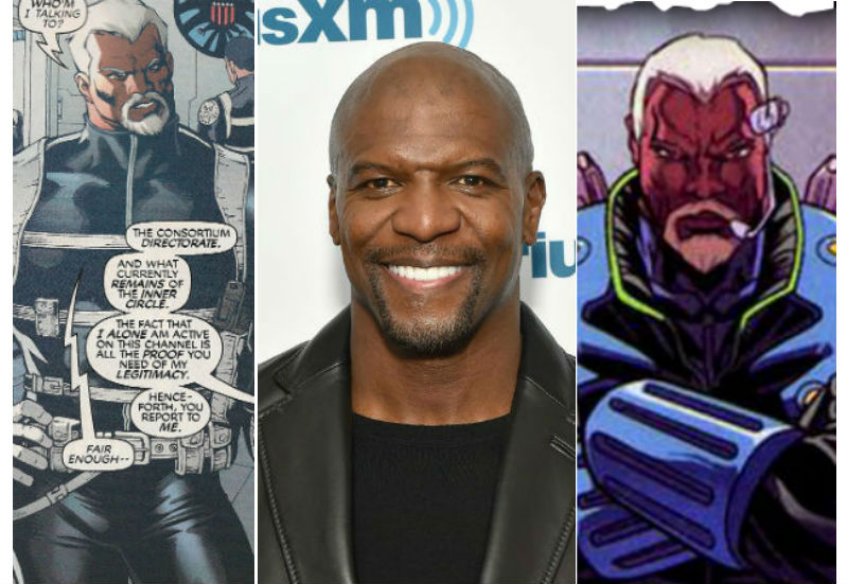 WHO'M
I TALKING
TO?
THE CONSORTIUM
DIRECTORATE.
AND WHAT
CURRENTLY
REMAINS OF
THE INNER
CIRCLE.
THE FACT THAT
I ALONE AM ACTIVE
ON THIS CHANNEL IS
ALL THE PROOF YOU
NEED OF MY
LEGITIMACY.
HENCE-
FORTH, YOU
REPORT TO
ME.
FAIR
ENOUGH--
sxm
riu